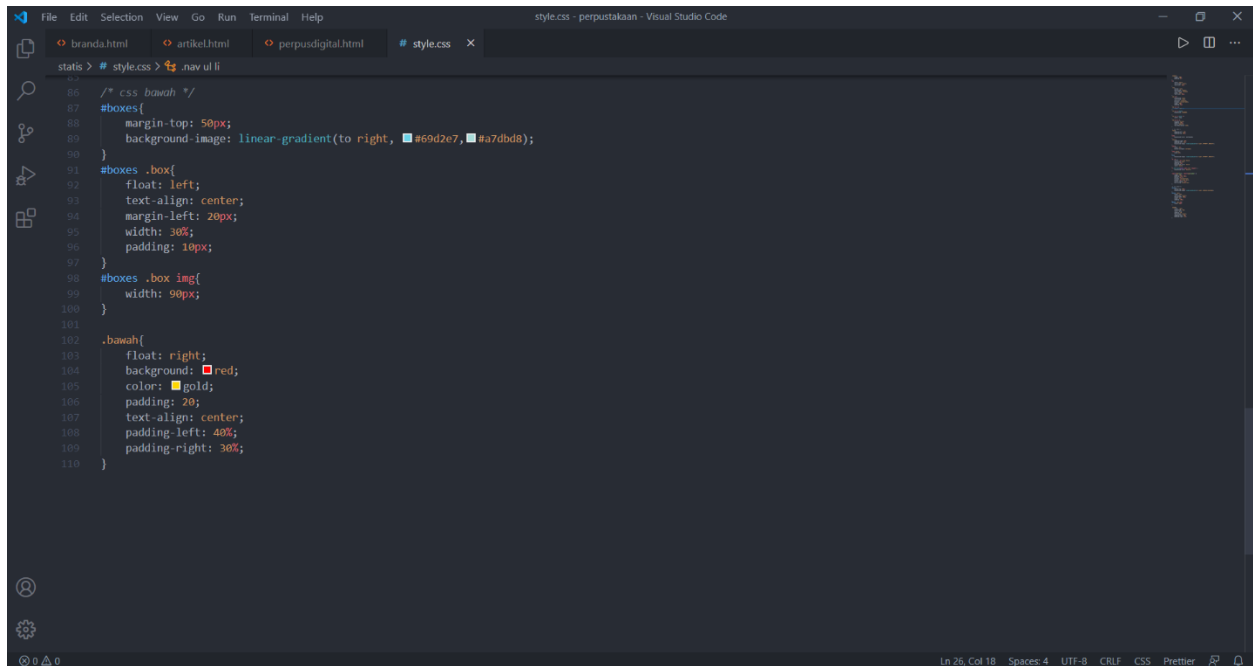 File Edit Selection View Go Run Terminal Help style.css - perpustakaan - Visual Studio Code
branda.html artikel.html perpusdigital.html # style.css
statis > # style.css > .nav ul li
85
86 /* css bawah */
87 #boxes{
88 margin-top: 50px;
89 background-image: linear-gradient(to right, #69d2e7, #a7dbd8);
90 }
91 #boxes .box{
92 float: left;
93 text-align: center;
94 margin-left: 20px;
95 width: 30%;
96 padding: 10px;
97 }
98 #boxes .box img{
99 width: 90px;
100 }
101
102 .bawah{
103 float: right;
104 background: red;
105 color: gold;
106 padding: 20;
107 text-align: center;
108 padding-left: 40%;
109 padding-right: 30%;
110 }
0 0 Ln 26, Col 18 Spaces: 4 UTF-8 CRLF CSS Prettier